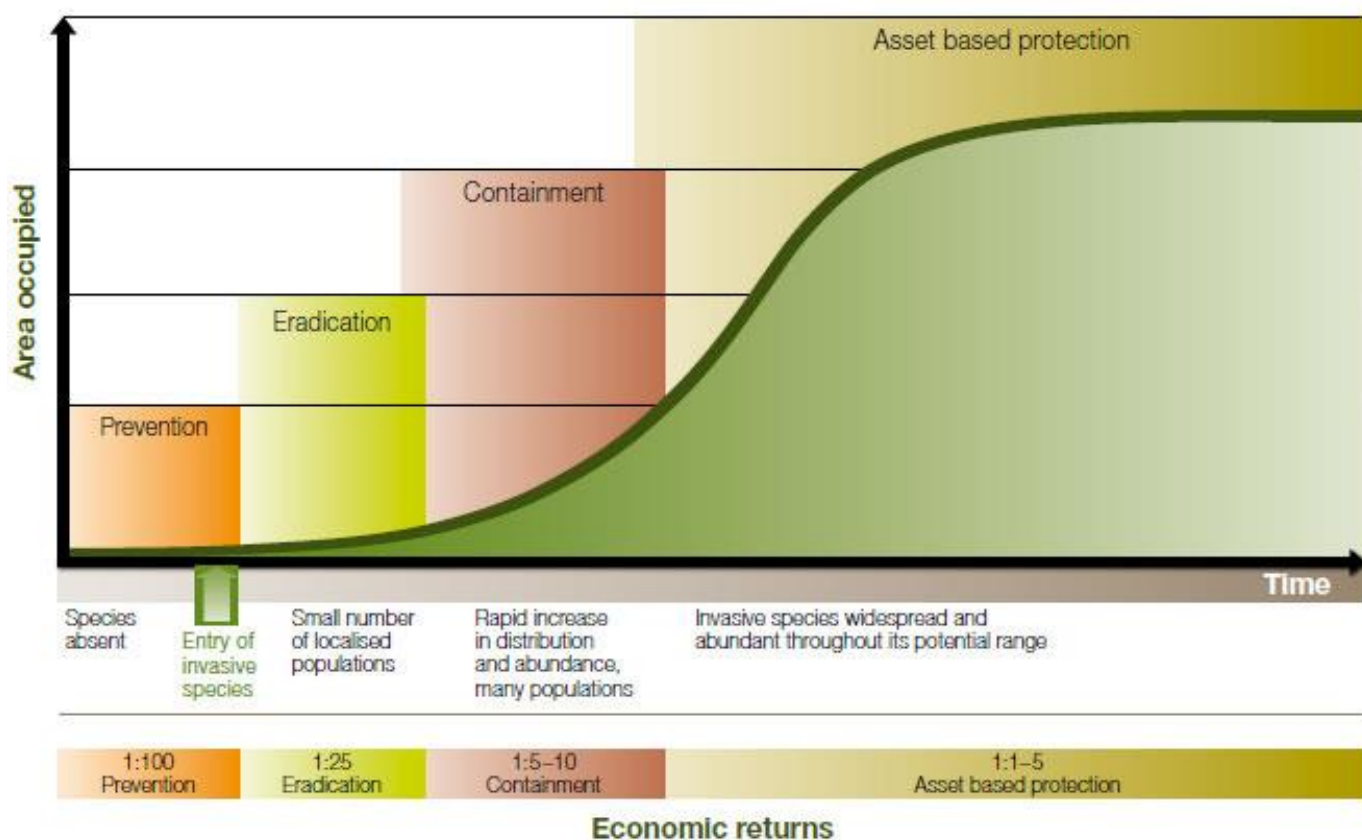 Asset based protection
Containment
Eradication
Prevention
Area occupied
Time
Species
absent
Entry of
invasive
species
Small number
of localised
populations
Rapid increase
in distribution
and abundance,
many populations
Invasive species widespread and
abundant throughout its potential range
1:100
Prevention
1:25
Eradication
1:5–10
Containment
1:1–5
Asset based protection
Economic returns